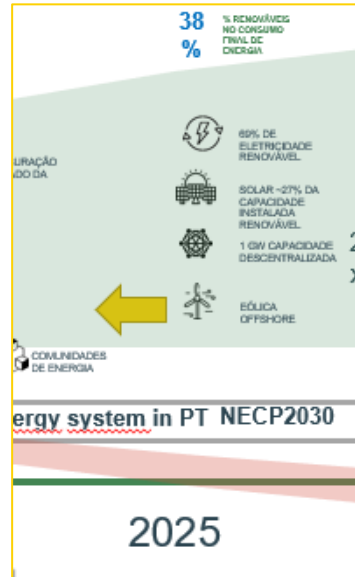 38
%
% RENOVÁVEIS
NO CONSUMO
FINAL DE
ENERGIA
69% DE
ELETRICIDADE
RENOVÁVEL
URAÇÃO
ADO DA
SOLAR ~27% DA
CAPACIDADE
INSTALADA
RENOVÁVEL
1 GW CAPACIDADE
DESCENTRALIZADA
EÓLICA
OFFSHORE
COMUNIDADES
DE ENERGIA
ergy system in PT NECP2030
2025